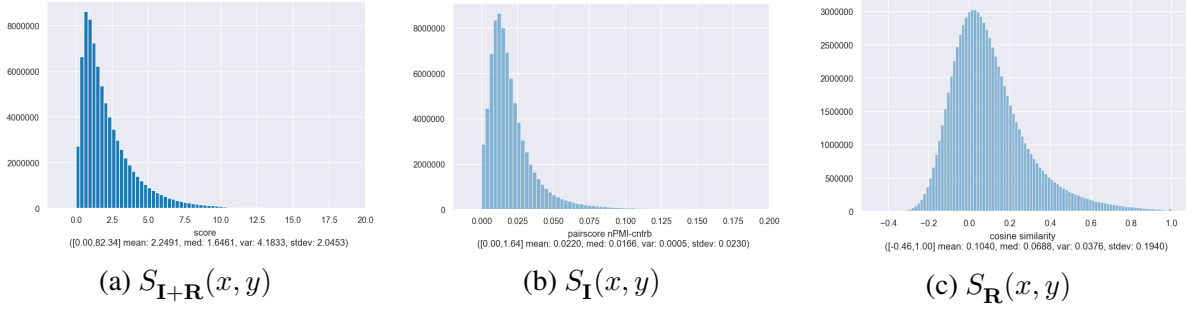 8000000
6000000
4000000
2000000
0
0.0 2.5 5.0 7.5 10.0 12.5 15.0 17.5 20.0
score
([0.00,82.34] mean: 2.2491, med: 1.6461, var: 4.1833, stdev: 2.0453)
(a) S_{I+R}(x, y)
8000000
6000000
4000000
2000000
0
0.000 0.025 0.050 0.075 0.100 0.125 0.150 0.175 0.200
pairscore nPMI-cntrb
([0.00,1.64] mean: 0.0220, med: 0.0166, var: 0.0005, stdev: 0.0230)
(b) S_I(x, y)
3000000
2500000
2000000
1500000
1000000
500000
0
−0.4 −0.2 0.0 0.2 0.4 0.6 0.8 1.0
cosine similarity
([-0.46,1.00] mean: 0.1040, med: 0.0688, var: 0.0376, stdev: 0.1940)
(c) S_R(x, y)